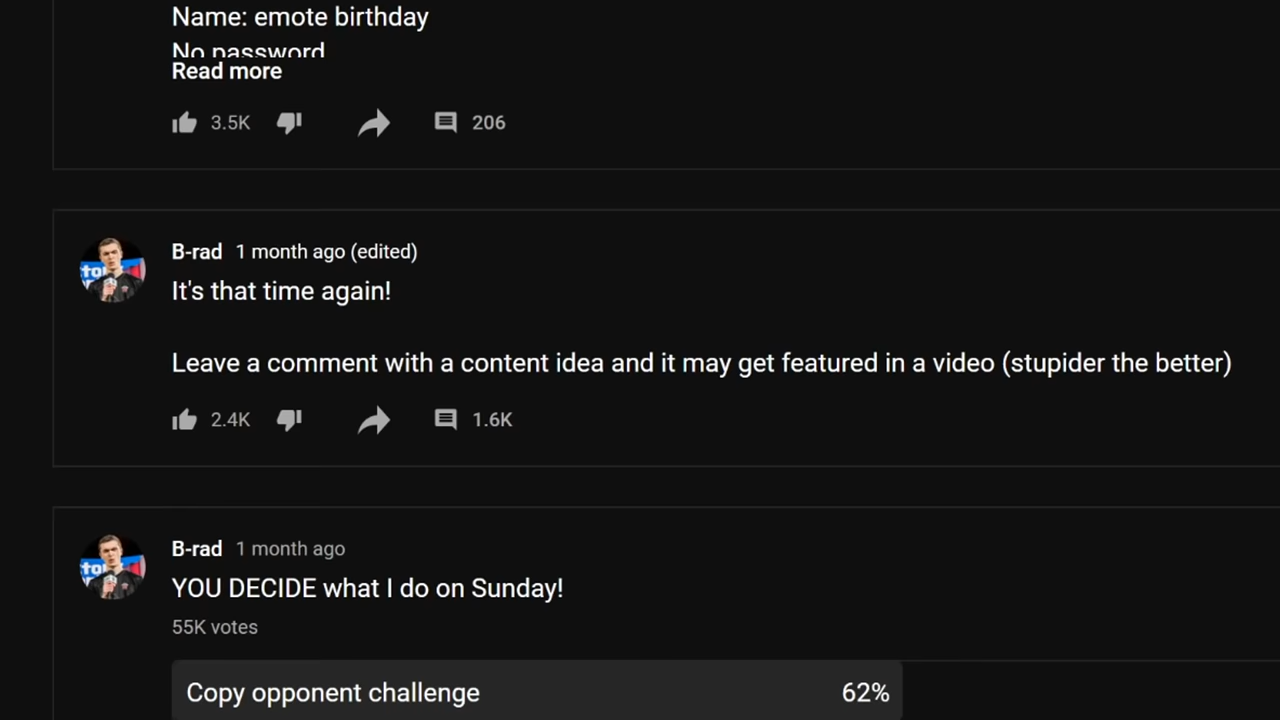 Name: emote birthday
No password
Read more
3.5K 206
B-rad 1 month ago (edited)
It's that time again!
Leave a comment with a content idea and it may get featured in a video (stupider the better)
2.4K 1.6K
B-rad 1 month ago
YOU DECIDE what I do on Sunday!
55K votes
Copy opponent challenge 62%